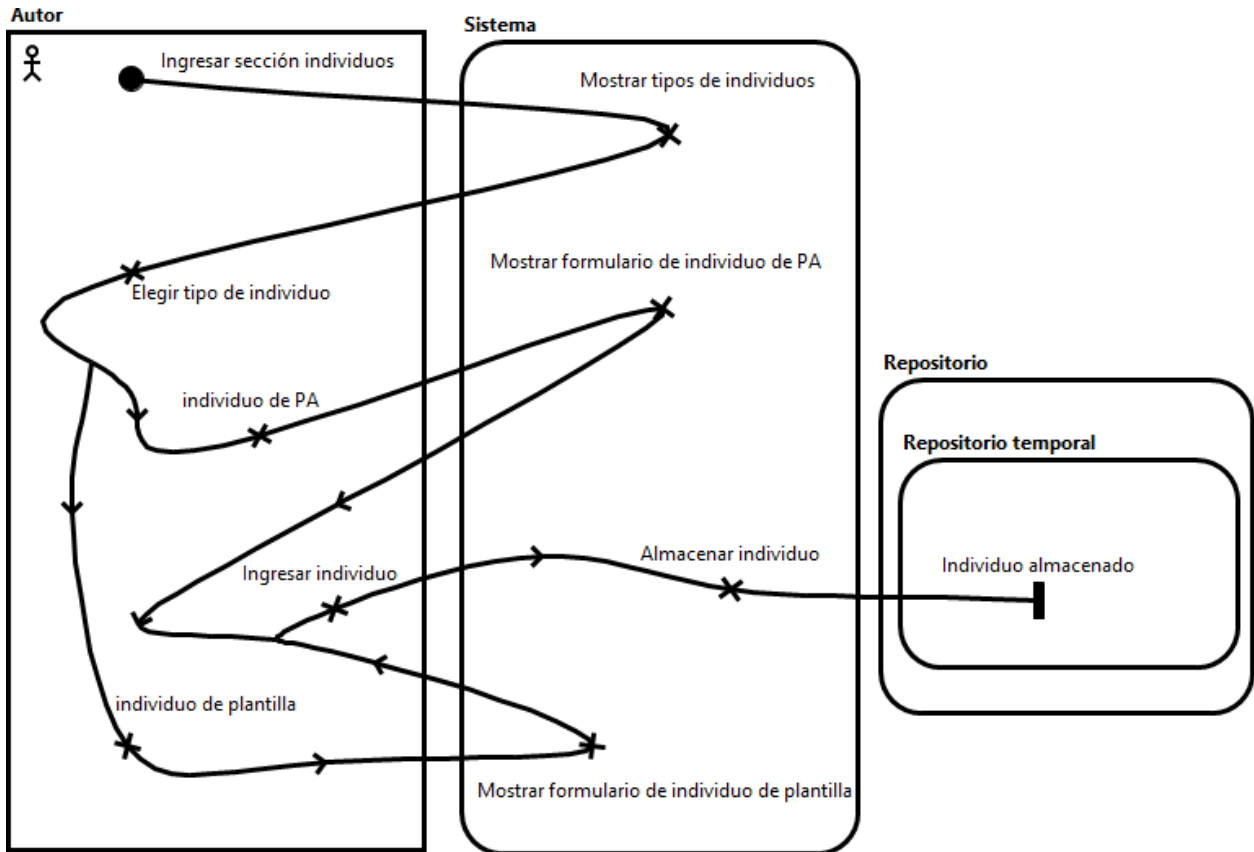 Autor
Sistema
Ingresar sección individuos
Mostrar tipos de individuos
Mostrar formulario de individuo de PA
Elegir tipo de individuo
Repositorio
individuo de PA
Repositorio temporal
Almacenar individuo
Individuo almacenado
Ingresar individuo
individuo de plantilla
Mostrar formulario de individuo de plantilla